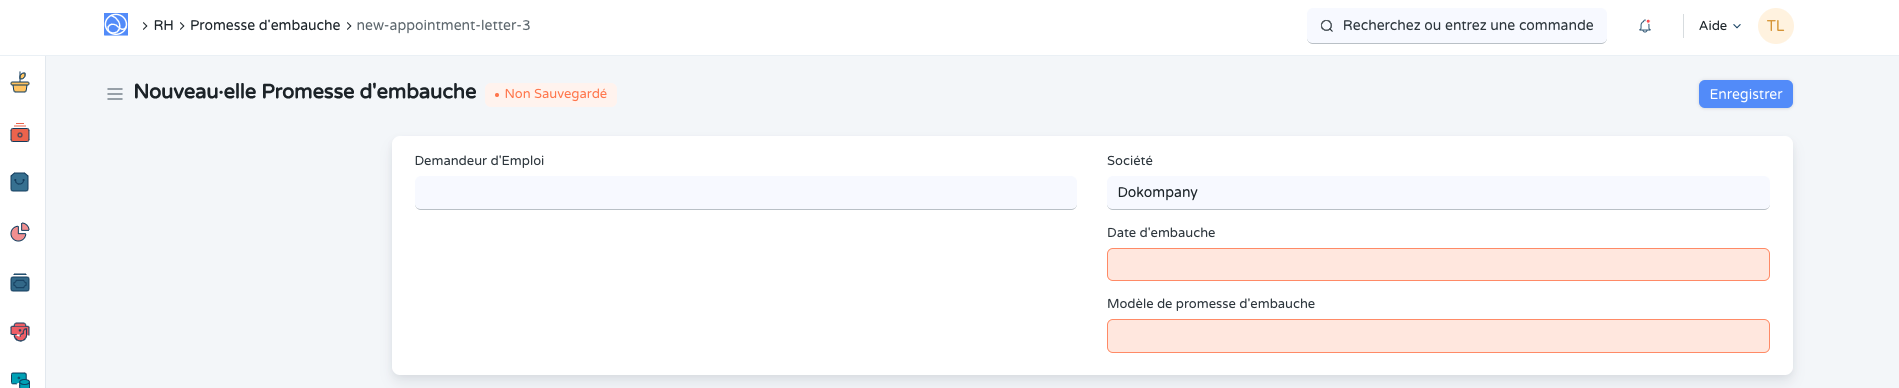 RH > Promesse d'embauche > new-appointment-letter-3
Recherchez ou entrez une commande
Aide
TL
Nouveau·elle Promesse d'embauche
• Non Sauvegardé
Enregistrer
Demandeur d'Emploi
Société
Dokompany
Date d'embauche
Modèle de promesse d'embauche